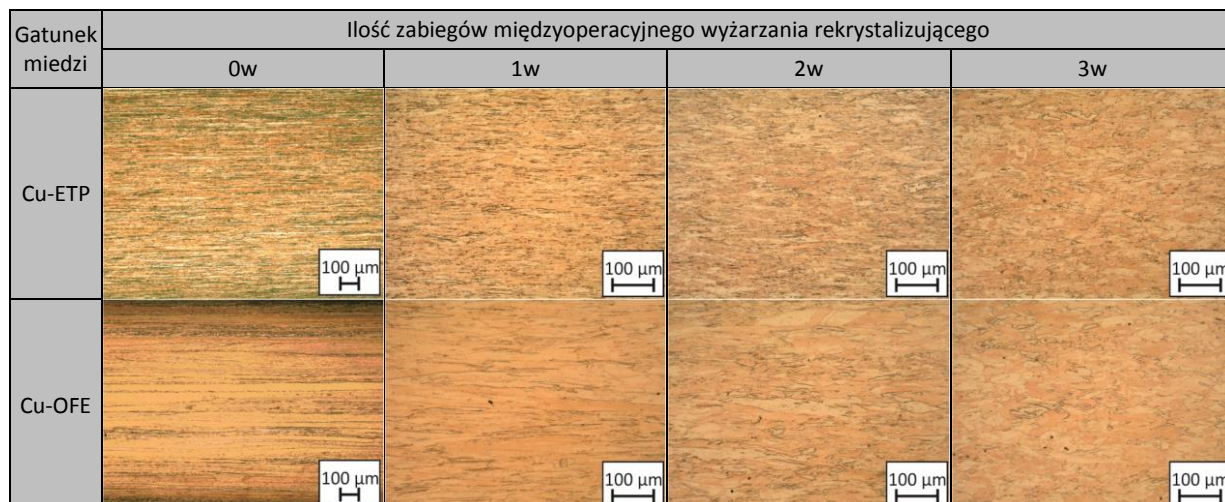 Gatunek
miedzi
Ilość zabiegów międzyoperacyjnego wyżarzania rekrystalizującego
0w
1w
2w
3w
Cu-ETP
100 µm
100 µm
100 µm
100 µm
Cu-OFE
100 µm
100 µm
100 µm
100 µm